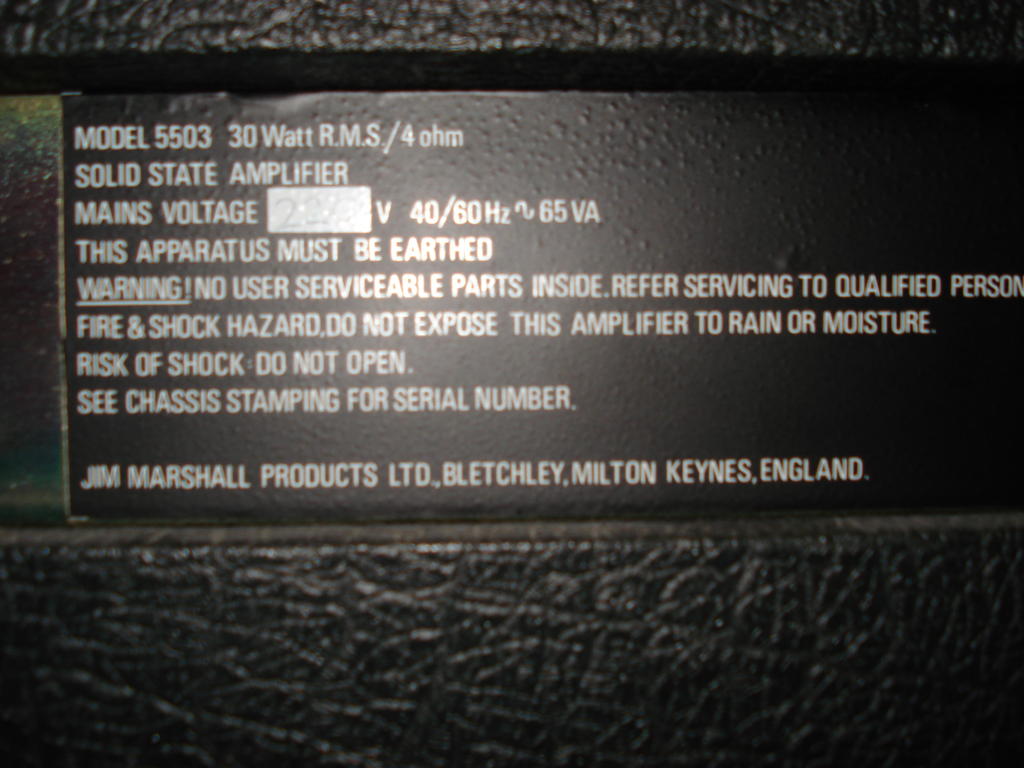 MODEL 5503 30 Watt R.M.S./4 ohm
SOLID STATE AMPLIFIER
MAINS VOLTAGE V 40/60Hz ∿ 65 VA
THIS APPARATUS MUST BE EARTHED
WARNING! NO USER SERVICEABLE PARTS INSIDE. REFER SERVICING TO QUALIFIED PERSON
FIRE & SHOCK HAZARD, DO NOT EXPOSE THIS AMPLIFIER TO RAIN OR MOISTURE.
RISK OF SHOCK: DO NOT OPEN.
SEE CHASSIS STAMPING FOR SERIAL NUMBER.
JIM MARSHALL PRODUCTS LTD., BLETCHLEY, MILTON KEYNES, ENGLAND.